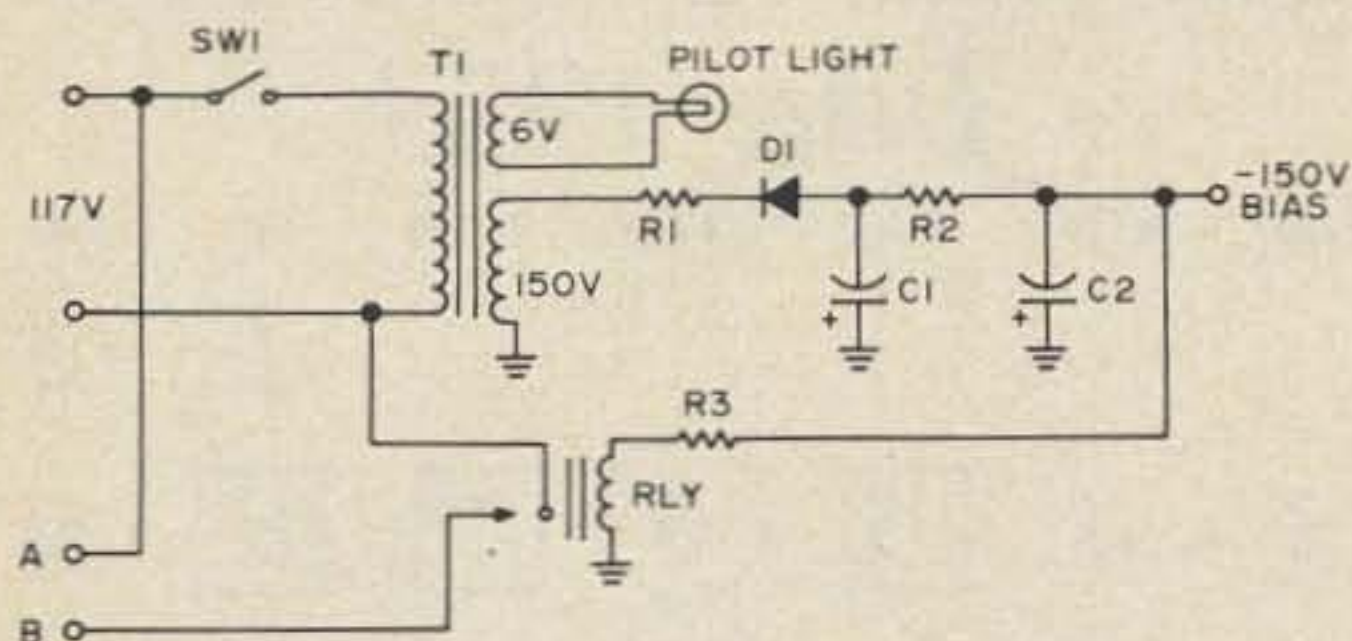 SW1
T1
PILOT LIGHT
6V
D1
117V
R1
R2
-150V
BIAS
150V
+
C1
+
C2
R3
RLY
A
B